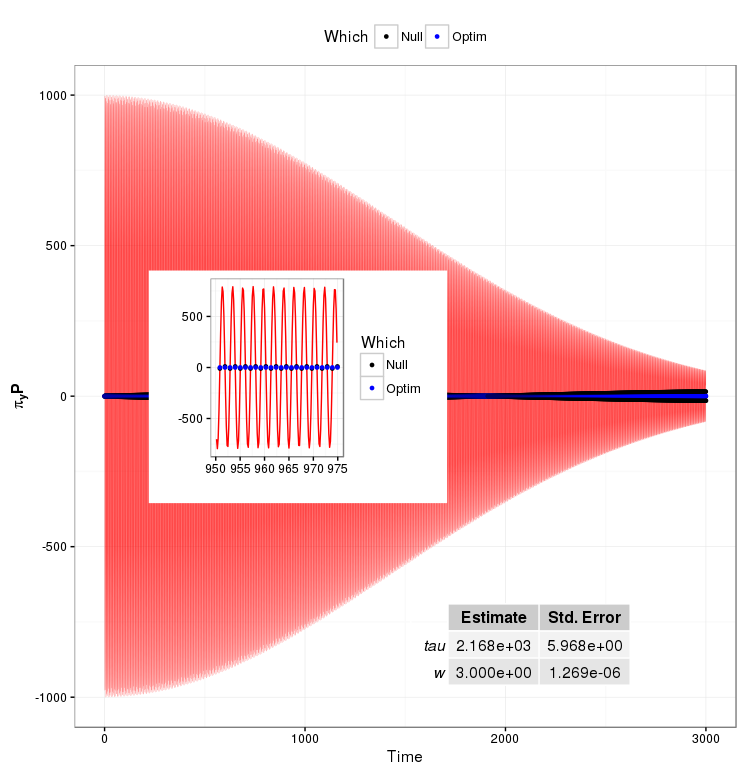 Which Null Optim
1000
500
0
-500
-1000
πyP
500
0
-500
950 955 960 965 970 975
Which
Null
Optim
Estimate Std. Error
tau 2.168e+03 5.968e+00
w 3.000e+00 1.269e-06
0 1000 2000 3000
Time